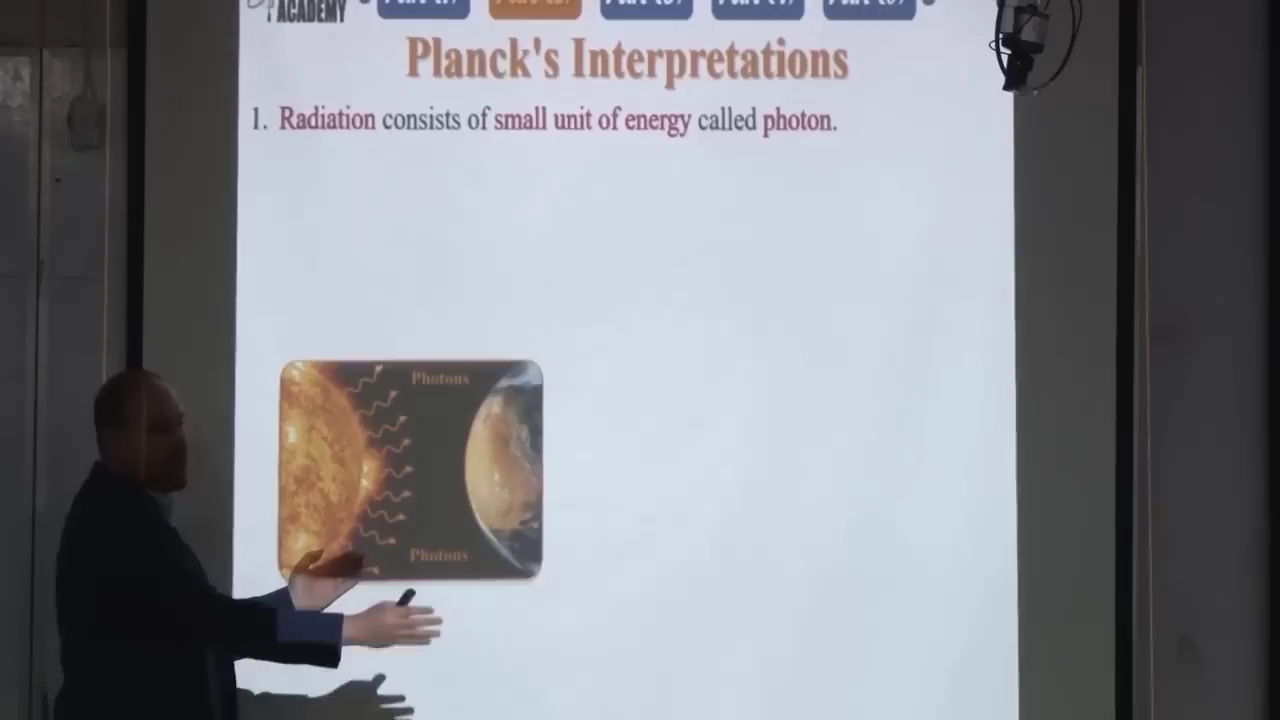 ACADEMY
Planck's Interpretations
1. Radiation consists of small unit of energy called photon.
Photons
Photons